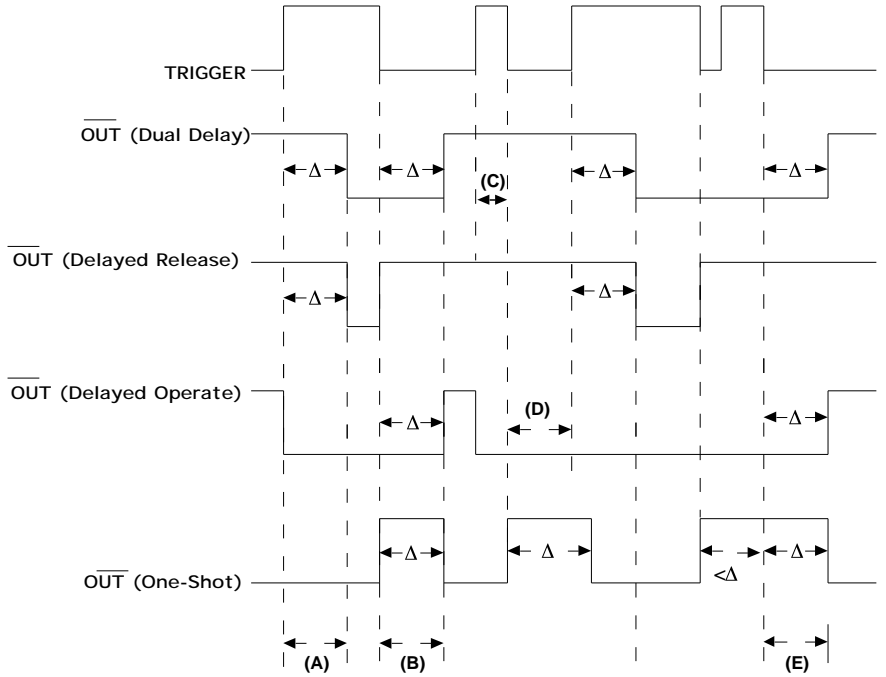 TRIGGER
OUT (Dual Delay)
Δ Δ (C) Δ Δ
OUT (Delayed Release)
Δ Δ
OUT (Delayed Operate)
Δ (D) Δ
OUT (One-Shot)
Δ Δ <Δ Δ
(A) (B) (E)